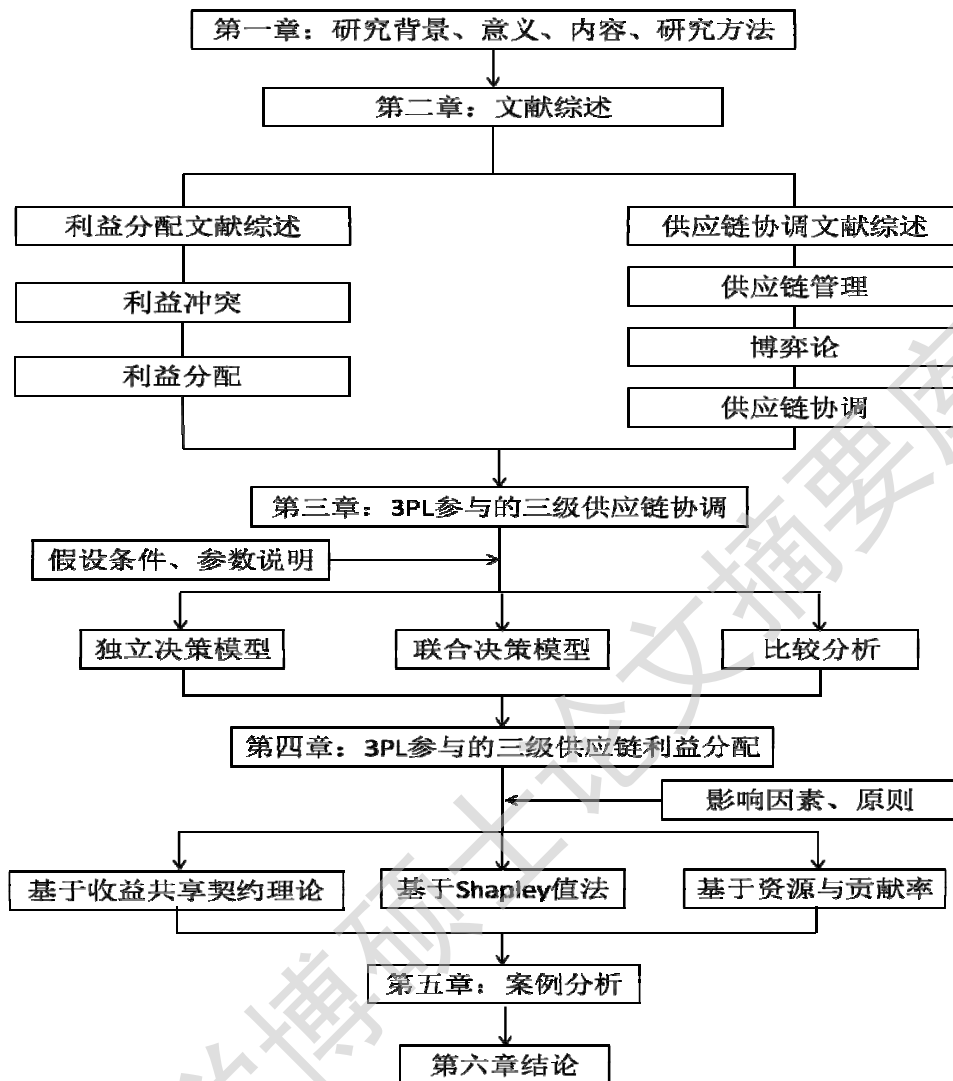 第一章：研究背景、意义、内容、研究方法
第二章：文献综述
利益分配文献综述
利益冲突
利益分配
供应链协调文献综述
供应链管理
博弈论
供应链协调
第三章：3PL参与的三级供应链协调
假设条件、参数说明
独立决策模型
联合决策模型
比较分析
第四章：3PL参与的三级供应链利益分配
影响因素、原则
基于收益共享契约理论
基于Shapley值法
基于资源与贡献率
第五章：案例分析
第六章结论
博硕士论文摘要库